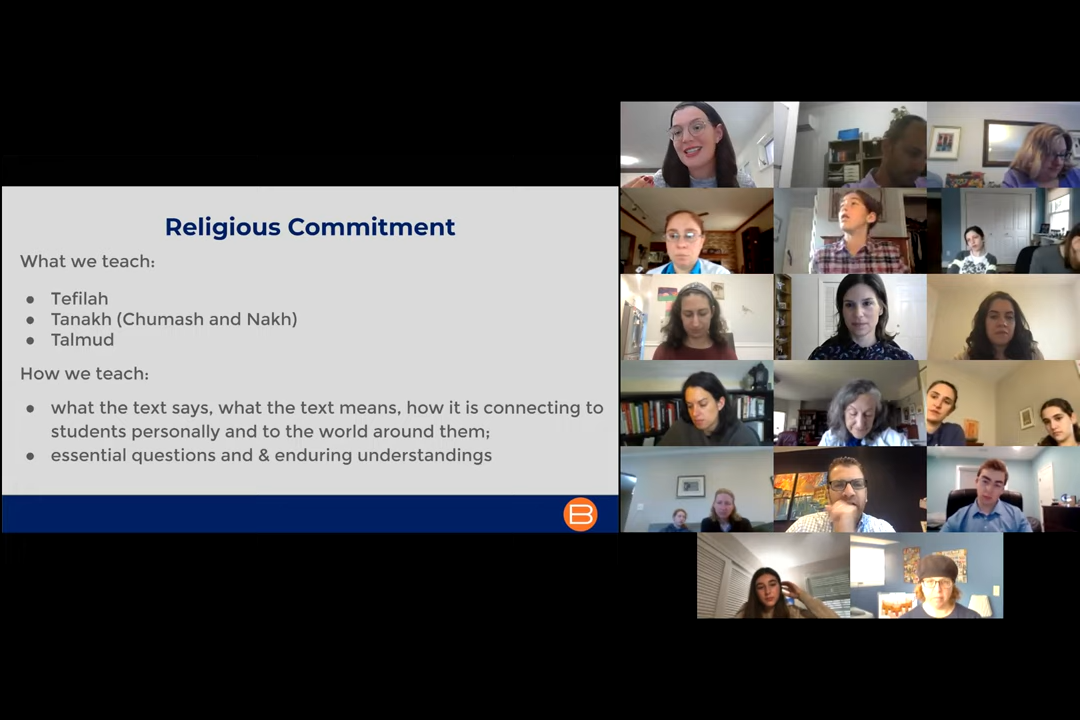 Religious Commitment
What we teach:
● Tefilah
● Tanakh (Chumash and Nakh)
● Talmud
How we teach:
● what the text says, what the text means, how it is connecting to
students personally and to the world around them;
● essential questions and & enduring understandings
B